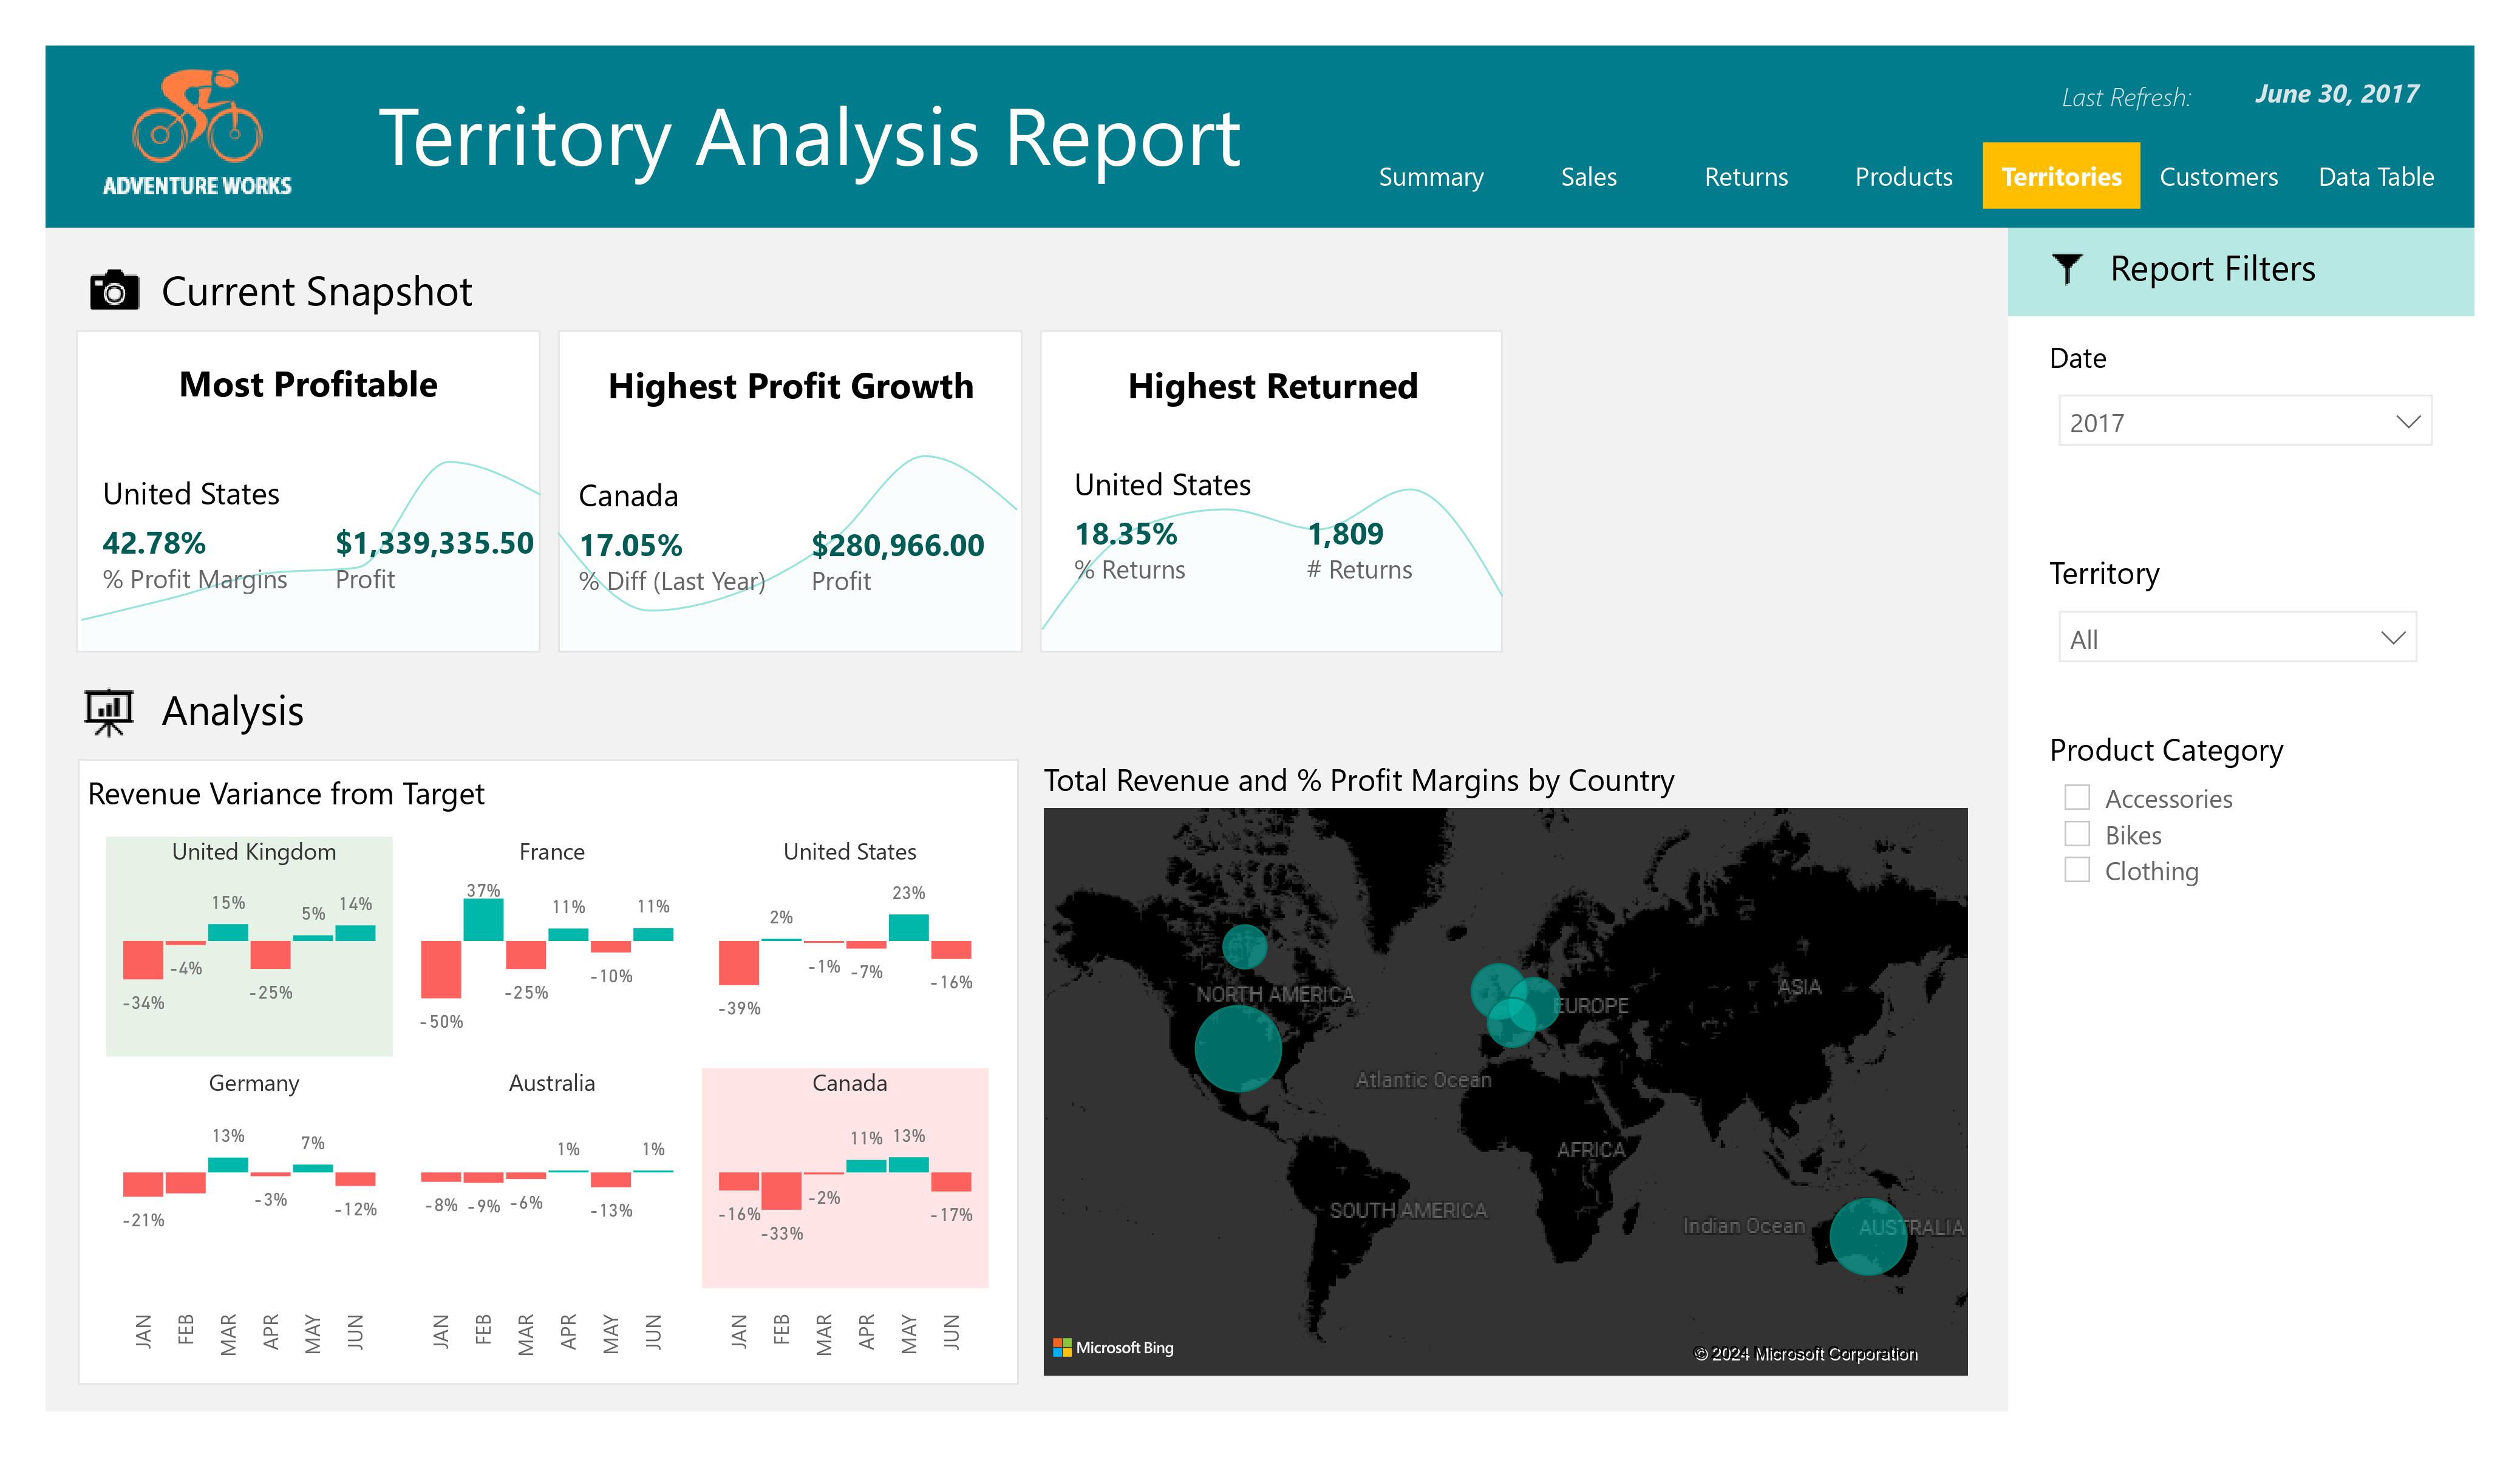 ADVENTURE WORKS
Territory Analysis Report
Last Refresh: June 30, 2017
Summary Sales Returns Products Territories Customers Data Table
Current Snapshot
Most Profitable
United States
42.78% $1,339,335.50
% Profit Margins Profit
Highest Profit Growth
Canada
17.05% $280,966.00
% Diff (Last Year) Profit
Highest Returned
United States
18.35% 1,809
% Returns # Returns
Report Filters
Date
2017
Territory
All
Product Category
Accessories
Bikes
Clothing
Analysis
Revenue Variance from Target
United Kingdom
-34% -4% 15% -25% 5% 14%
France
-50% 37% -25% 11% -10% 11%
United States
-39% 2% -1% -7% 23% -16%
Germany
-21% 13% -3% 7% -12%
Australia
-8% -9% -6% 1% -13% 1%
Canada
-16% -33% -2% 11% 13% -17%
JAN FEB MAR APR MAY JUN JAN FEB MAR APR MAY JUN JAN FEB MAR APR MAY JUN
Total Revenue and % Profit Margins by Country
NORTH AMERICA
EUROPE
ASIA
Atlantic Ocean
AFRICA
SOUTH AMERICA
Indian Ocean
AUSTRALIA
Microsoft Bing
© 2024 Microsoft Corporation